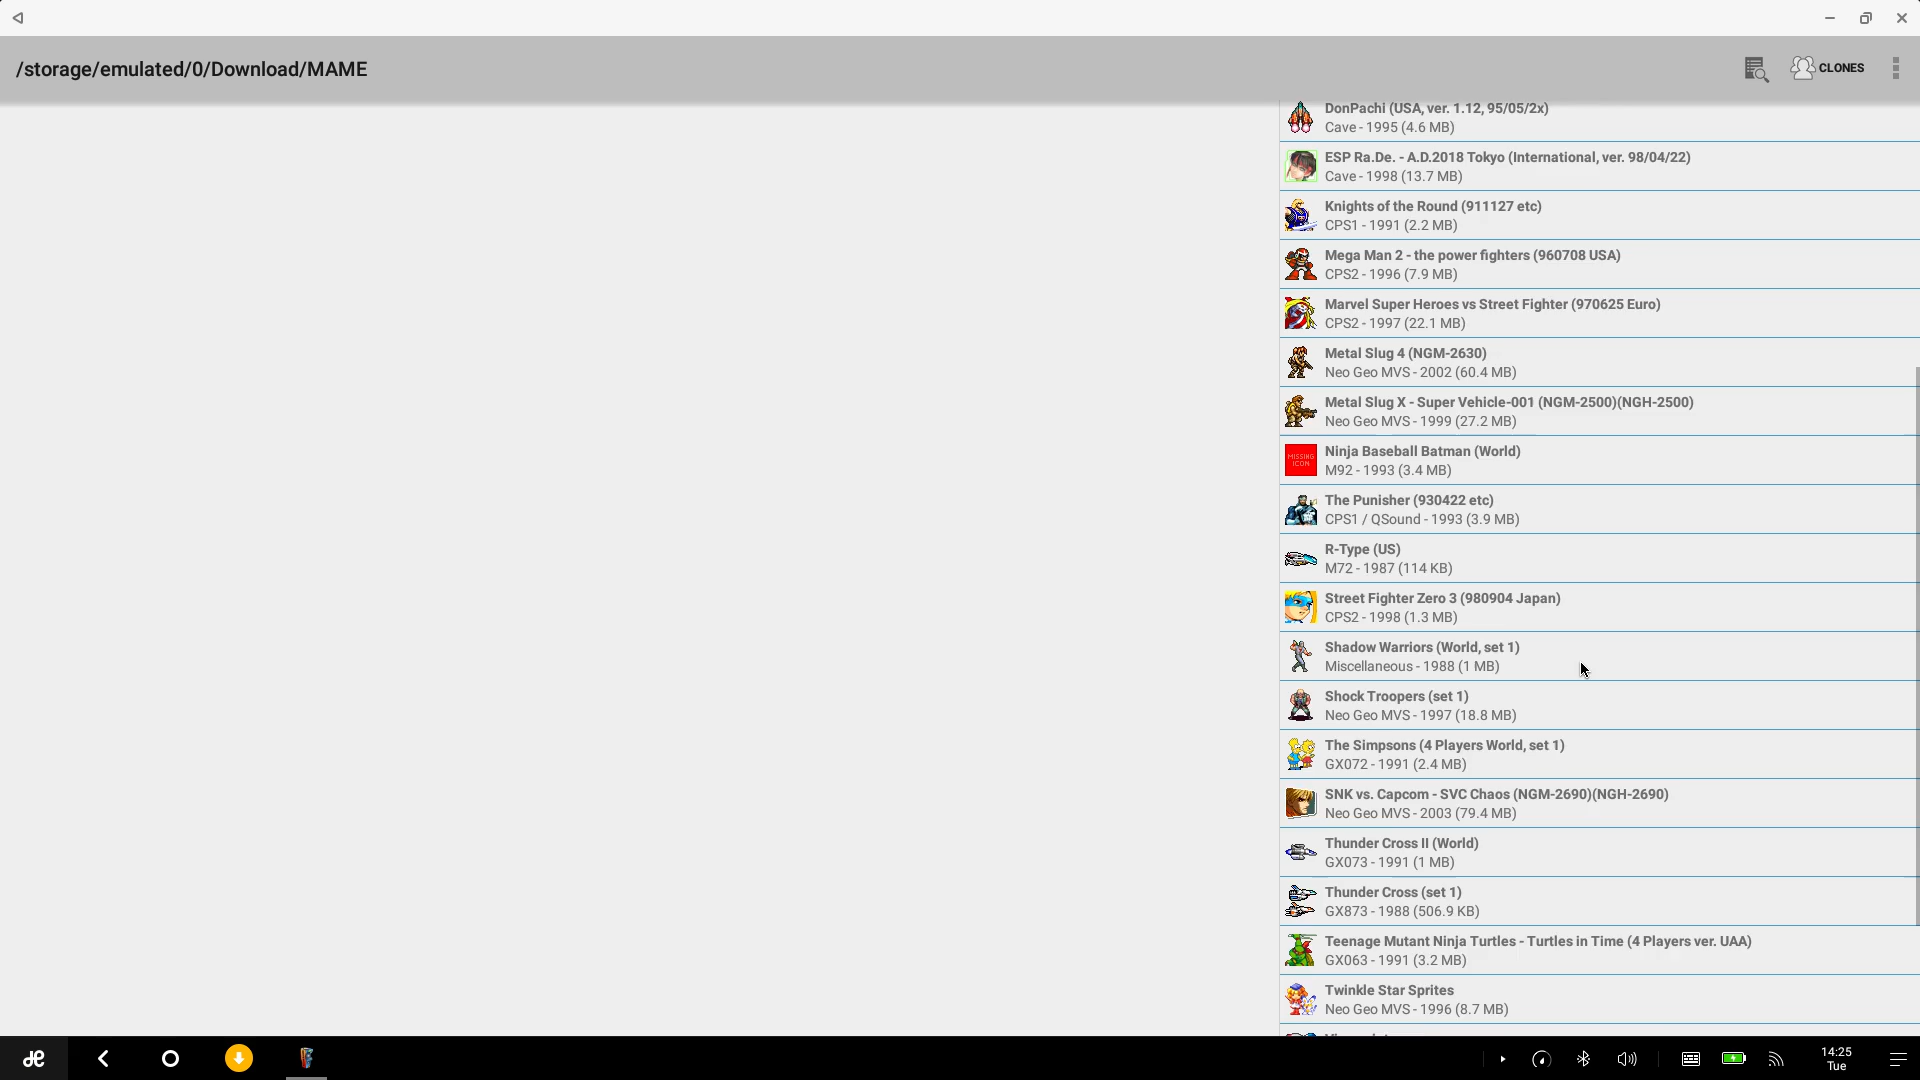 /storage/emulated/0/Download/MAME
CLONES
DonPachi (USA, ver. 1.12, 95/05/2x)
Cave - 1995 (4.6 MB)
ESP Ra.De. - A.D.2018 Tokyo (International, ver. 98/04/22)
Cave - 1998 (13.7 MB)
Knights of the Round (911127 etc)
CPS1 - 1991 (2.2 MB)
Mega Man 2 - the power fighters (960708 USA)
CPS2 - 1996 (7.9 MB)
Marvel Super Heroes vs Street Fighter (970625 Euro)
CPS2 - 1997 (22.1 MB)
Metal Slug 4 (NGM-2630)
Neo Geo MVS - 2002 (60.4 MB)
Metal Slug X - Super Vehicle-001 (NGM-2500)(NGH-2500)
Neo Geo MVS - 1999 (27.2 MB)
MISSING
ICON
Ninja Baseball Batman (World)
M92 - 1993 (3.4 MB)
The Punisher (930422 etc)
CPS1 / QSound - 1993 (3.9 MB)
R-Type (US)
M72 - 1987 (114 KB)
Street Fighter Zero 3 (980904 Japan)
CPS2 - 1998 (1.3 MB)
Shadow Warriors (World, set 1)
Miscellaneous - 1988 (1 MB)
Shock Troopers (set 1)
Neo Geo MVS - 1997 (18.8 MB)
The Simpsons (4 Players World, set 1)
GX072 - 1991 (2.4 MB)
SNK vs. Capcom - SVC Chaos (NGM-2690)(NGH-2690)
Neo Geo MVS - 2003 (79.4 MB)
Thunder Cross II (World)
GX073 - 1991 (1 MB)
Thunder Cross (set 1)
GX873 - 1988 (506.9 KB)
Teenage Mutant Ninja Turtles - Turtles in Time (4 Players ver. UAA)
GX063 - 1991 (3.2 MB)
Twinkle Star Sprites
Neo Geo MVS - 1996 (8.7 MB)
14:25
Tue